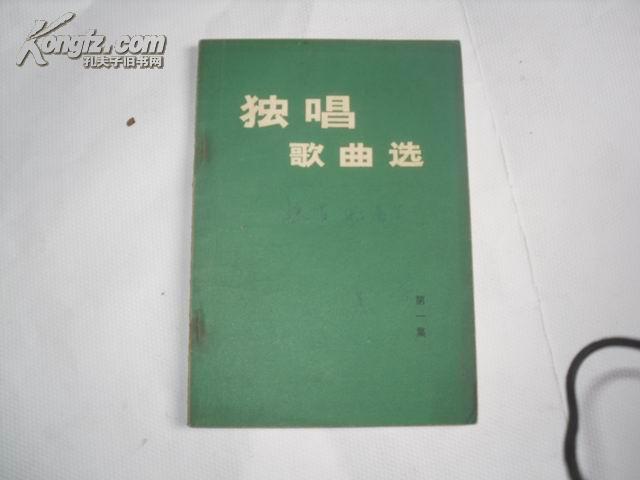 Kongfz.com
孔夫子旧书网
独唱
歌曲选
第一集